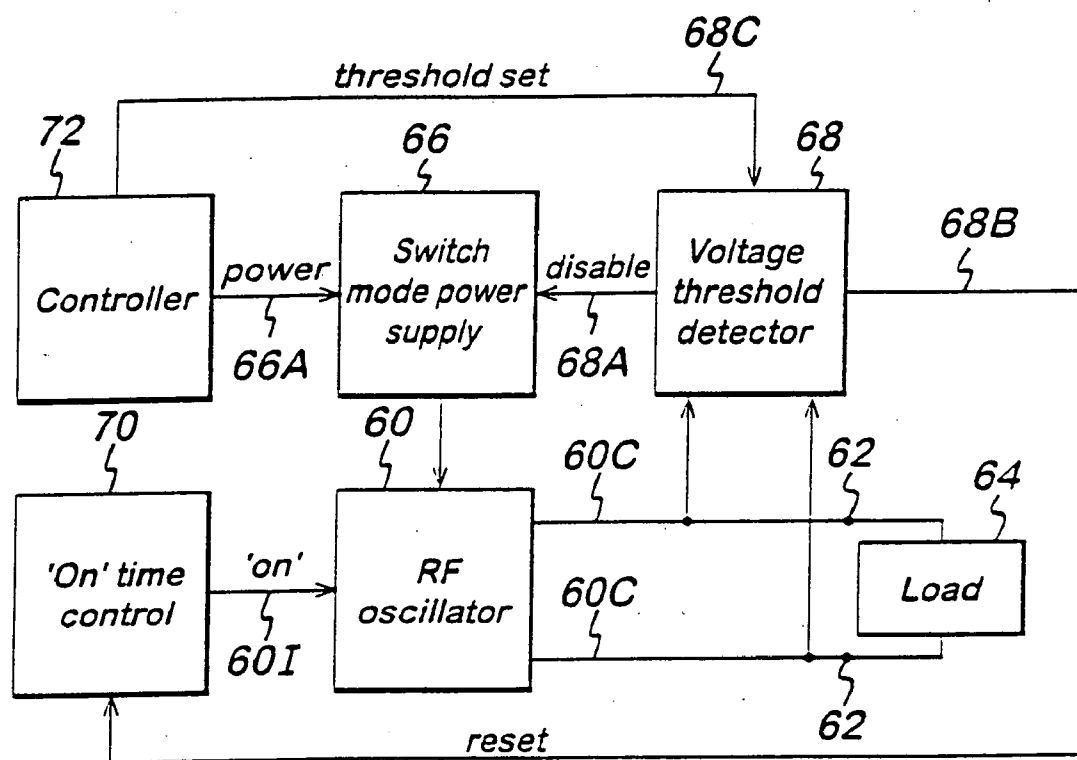 68C
threshold set
72
66
68
68B
Controller
power
66A
Switch
mode power
supply
disable
68A
Voltage
threshold
detector
70
60
60C
62
64
'On' time
control
'on'
60I
RF
oscillator
60C
Load
62
reset